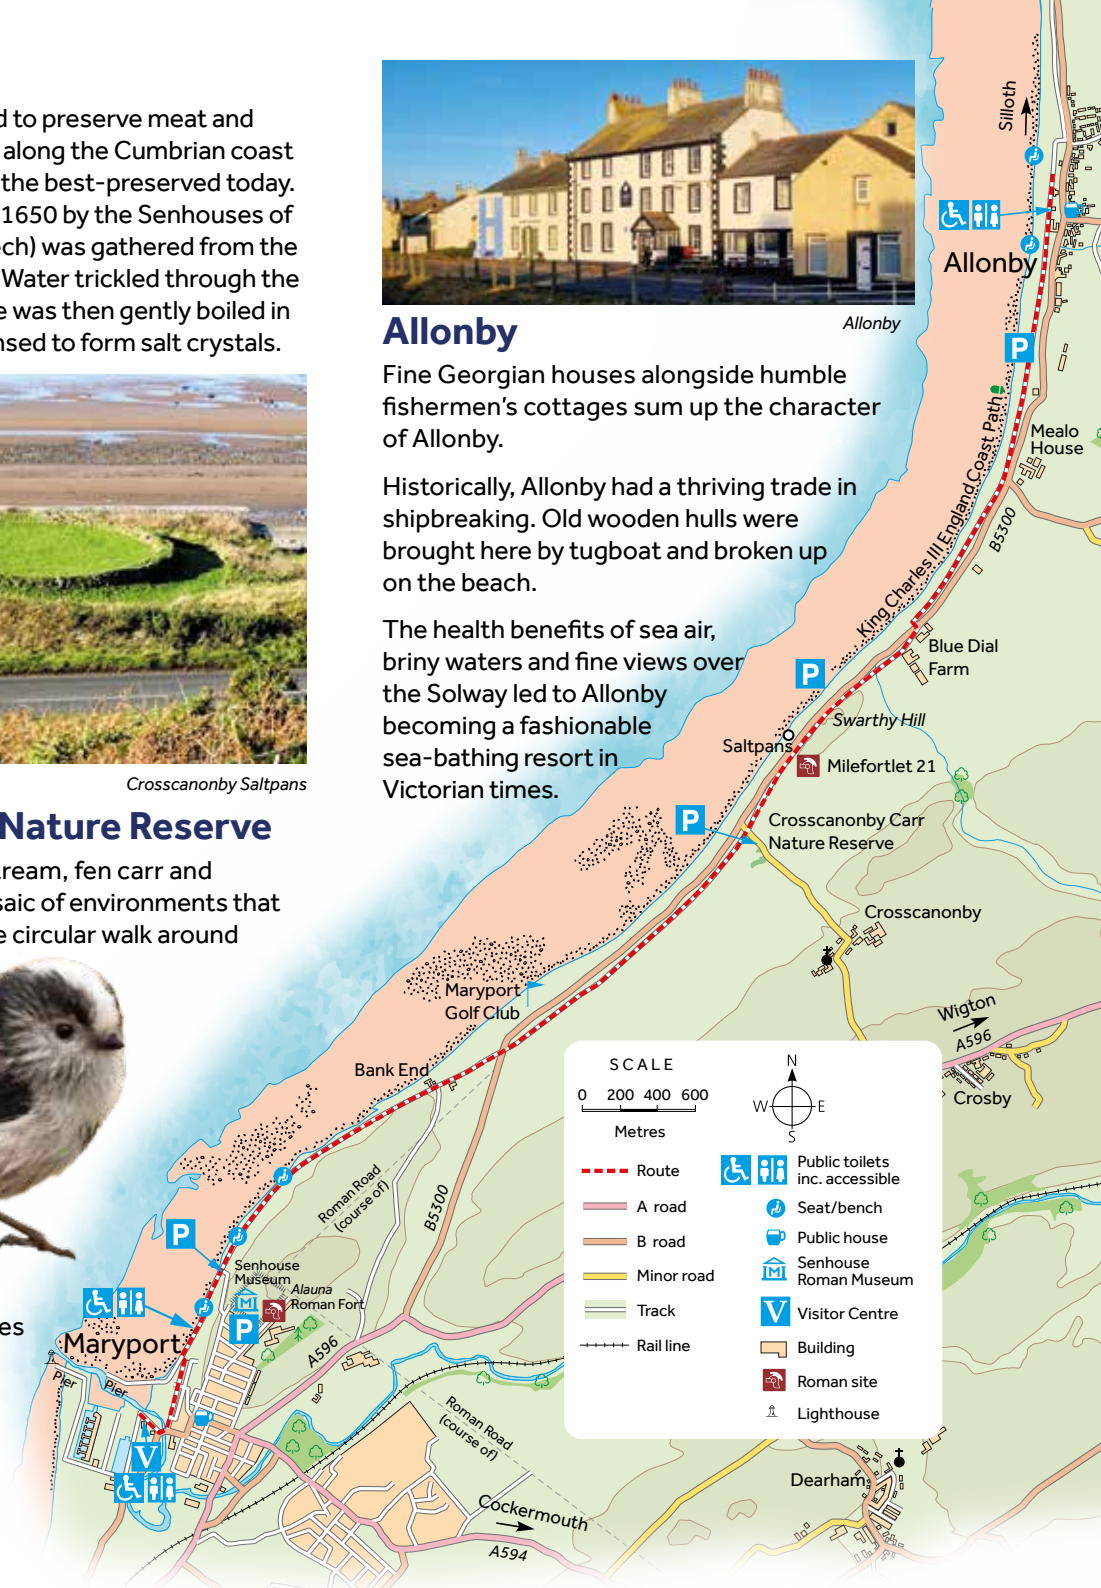 to preserve meat and
along the Cumbrian coast
the best-preserved today.
1650 by the Senhouses of
was gathered from the
Water trickled through the
was then gently boiled in
to form salt crystals.
Crosscanonby Saltpans
Nature Reserve
fen carr and
of environments that
circular walk around
Allonby
Allonby
Fine Georgian houses alongside humble
fishermen's cottages sum up the character
of Allonby.
Historically, Allonby had a thriving trade in
shipbreaking. Old wooden hulls were
brought here by tugboat and broken up
on the beach.
The health benefits of sea air,
briny waters and fine views over
the Solway led to Allonby
becoming a fashionable
sea-bathing resort in
Victorian times.
Silloth
Allonby
P
Mealo
House
King Charles III England Coast Path
B5300
Blue Dial
Farm
P
Swarthy Hill
Saltpans
Milefortlet 21
P
Crosscanonby Carr
Nature Reserve
Crosscanonby
Maryport
Golf Club
Wigton
A596
Crosby
Bank End
Roman Road
(course of)
B5300
P
Senhouse
Museum
M
Alauna
Roman Fort
P
Maryport
A596
Pier
Pier
V
Roman Road
(course of)
Cockermouth
A594
Dearham
SCALE
0 200 400 600
Metres
N
W E
S
Route
A road
B road
Minor road
Track
Rail line
Public toilets
inc. accessible
Seat/bench
Public house
M
Senhouse
Roman Museum
V
Visitor Centre
Building
Roman site
Lighthouse